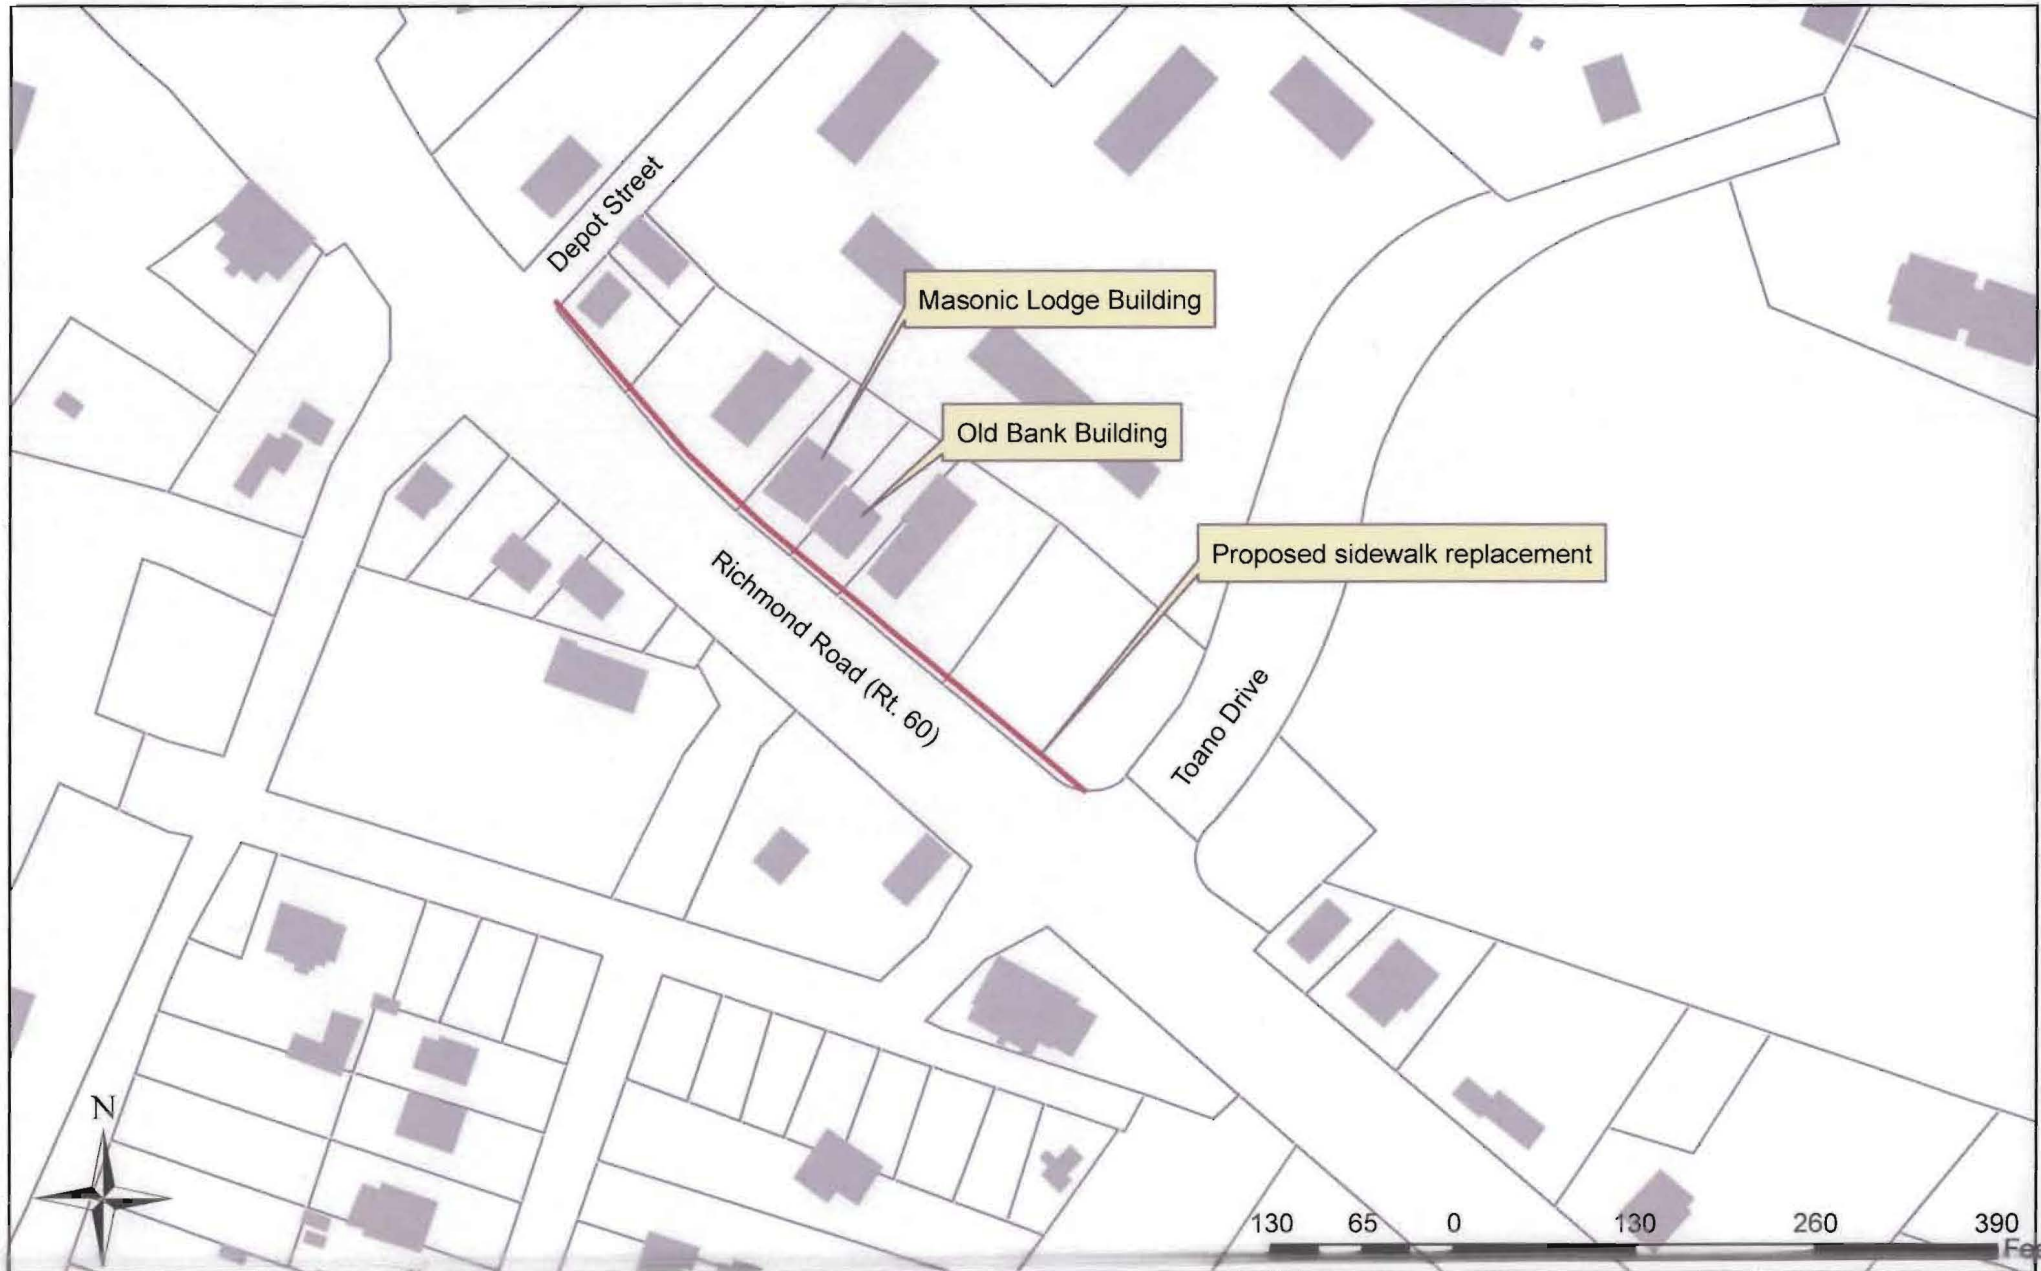 Depot Street
Masonic Lodge Building
Old Bank Building
Proposed sidewalk replacement
Richmond Road (Rt. 60)
Toano Drive
N
130 65 0 130 260 390